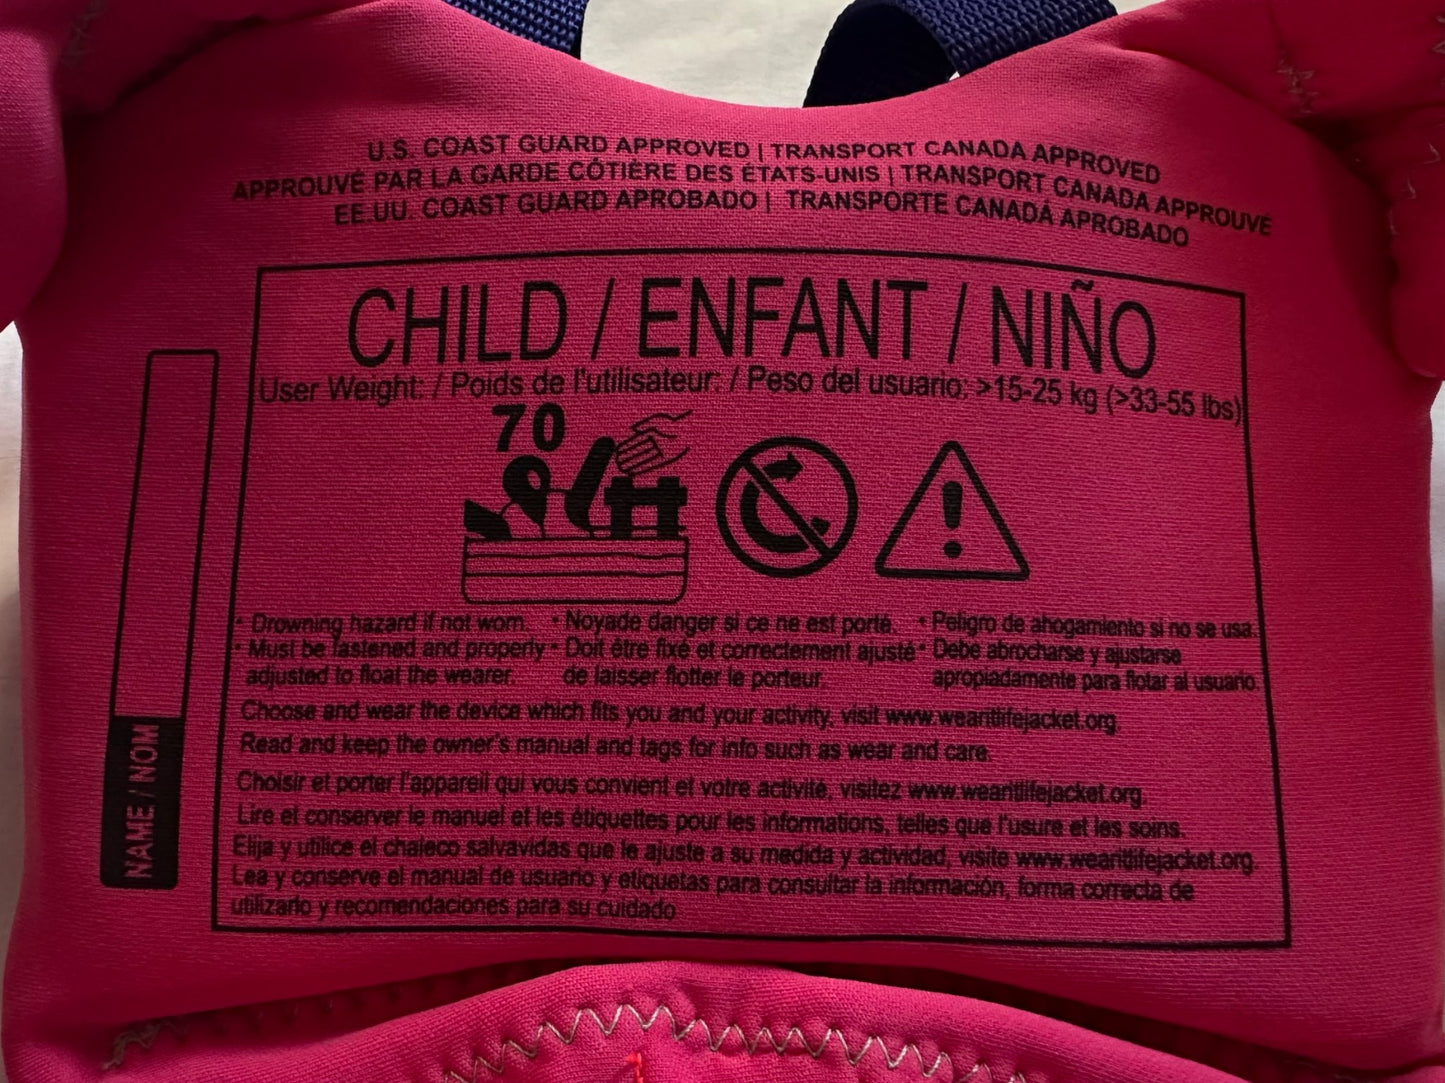 U.S. COAST GUARD APPROVED | TRANSPORT CANADA APPROVED
APPROUVÉ PAR LA GARDE CÔTIÈRE DES ÉTATS-UNIS | TRANSPORT CANADA APPROUVÉ
EE.UU. COAST GUARD APROBADO | TRANSPORTE CANADÁ APROBADO
CHILD / ENFANT / NIÑO
User Weight: / Poids de l'utilisateur: / Peso del usuario: >15-25 kg (>33-55 lbs)
70
• Drowning hazard if not worn. • Noyade danger si ce ne est porté. • Peligro de ahogamiento si no se usa.
• Must be fastened and properly • Doit être fixé et correctement ajusté • Debe abrocharse y ajustarse
adjusted to float the wearer. de laisser flotter le porteur. apropiadamente para flotar al usuario.
Choose and wear the device which fits you and your activity, visit www.wearitlifejacket.org.
Read and keep the owner's manual and tags for info such as wear and care.
Choisir et porter l'appareil qui vous convient et votre activité, visitez www.wearitlifejacket.org.
Lire et conserver le manuel et les étiquettes pour les informations, telles que l'usure et les soins.
Elija y utilice el chaleco salvavidas que le ajuste a su medida y actividad, visite www.wearitlifejacket.org.
Lea y conserve el manual de usuario y etiquetas para consultar la información, forma correcta de
utilizarlo y recomendaciones para su cuidado
NAME / NOM